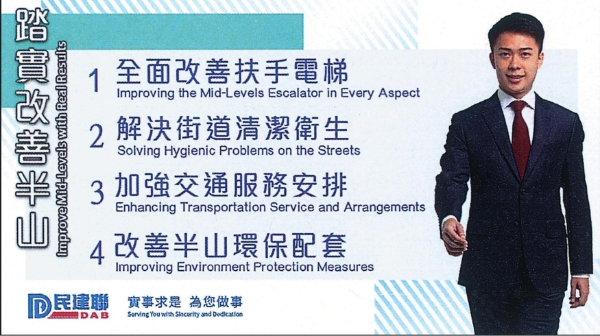 踏實改善半山
Improve Mid-Levels with Real Results
1 全面改善扶手電梯
Improving the Mid-Levels Escalator in Every Aspect
2 解決街道清潔衛生
Solving Hygienic Problems on the Streets
3 加強交通服務安排
Enhancing Transportation Service and Arrangements
4 改善半山環保配套
Improving Environment Protection Measures
民建聯
DAB
實事求是 為您做事
Serving You with Sincerity and Dedication